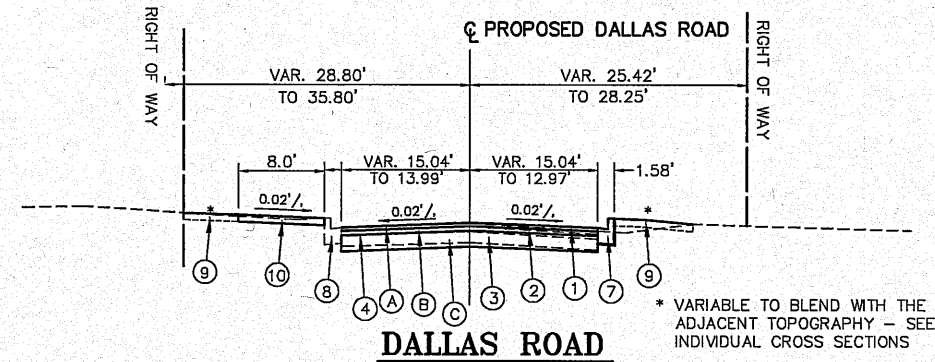 ℄ PROPOSED DALLAS ROAD
RIGHT OF WAY
RIGHT OF WAY
VAR. 28.80'
TO 35.80'
VAR. 25.42'
TO 28.25'
8.0'
VAR. 15.04'
TO 13.99'
VAR. 15.04'
TO 12.97'
1.58'
0.02'/,
0.02'/,
0.02'/,
*
*
9
10
8
4
A
B
C
3
2
1
7
9
* VARIABLE TO BLEND WITH THE
ADJACENT TOPOGRAPHY – SEE
INDIVIDUAL CROSS SECTIONS
DALLAS ROAD